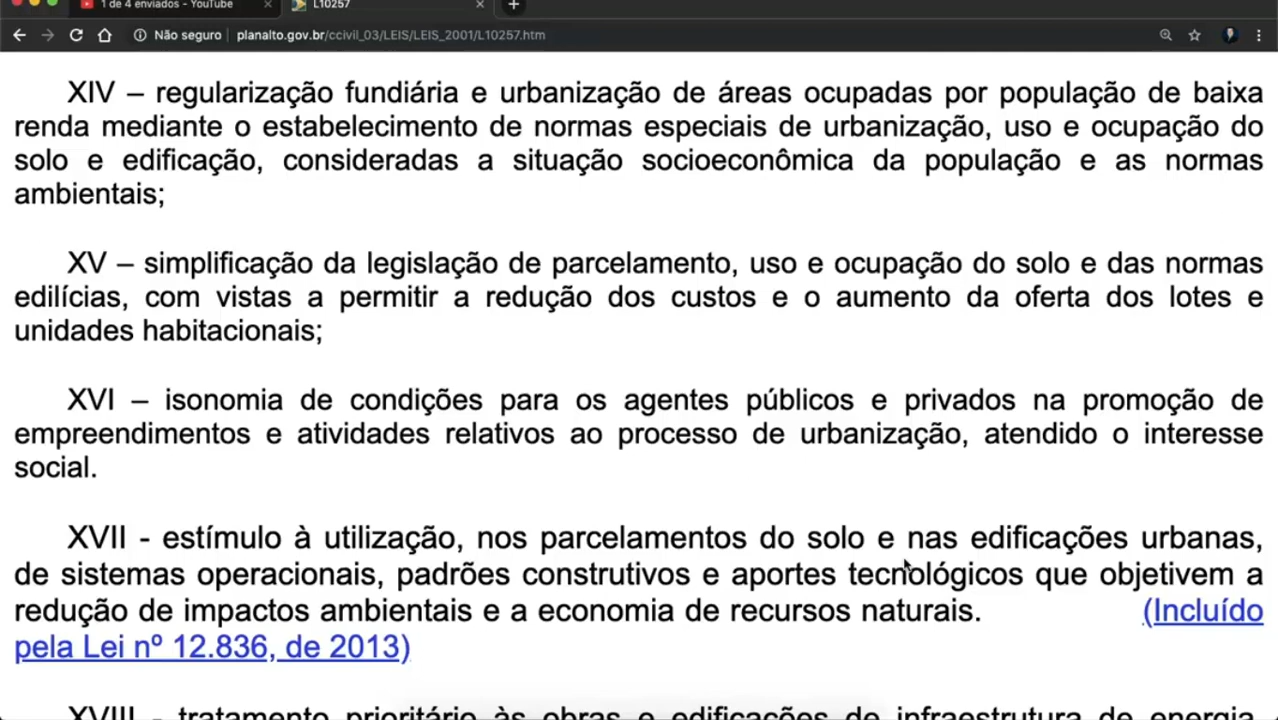 1 de 4 enviados - YouTube
L10257
Não seguro
planalto.gov.br/ccivil_03/LEIS/LEIS_2001/L10257.htm
XIV – regularização fundiária e urbanização de áreas ocupadas por população de baixa
renda mediante o estabelecimento de normas especiais de urbanização, uso e ocupação do
solo e edificação, consideradas a situação socioeconômica da população e as normas
ambientais;
XV – simplificação da legislação de parcelamento, uso e ocupação do solo e das normas
edilícias, com vistas a permitir a redução dos custos e o aumento da oferta dos lotes e
unidades habitacionais;
XVI – isonomia de condições para os agentes públicos e privados na promoção de
empreendimentos e atividades relativos ao processo de urbanização, atendido o interesse
social.
XVII - estímulo à utilização, nos parcelamentos do solo e nas edificações urbanas,
de sistemas operacionais, padrões construtivos e aportes tecnológicos que objetivem a
redução de impactos ambientais e a economia de recursos naturais. (Incluído
pela Lei nº 12.836, de 2013)
XVIII - tratamento prioritário às obras e edificações de infraestrutura de energia,